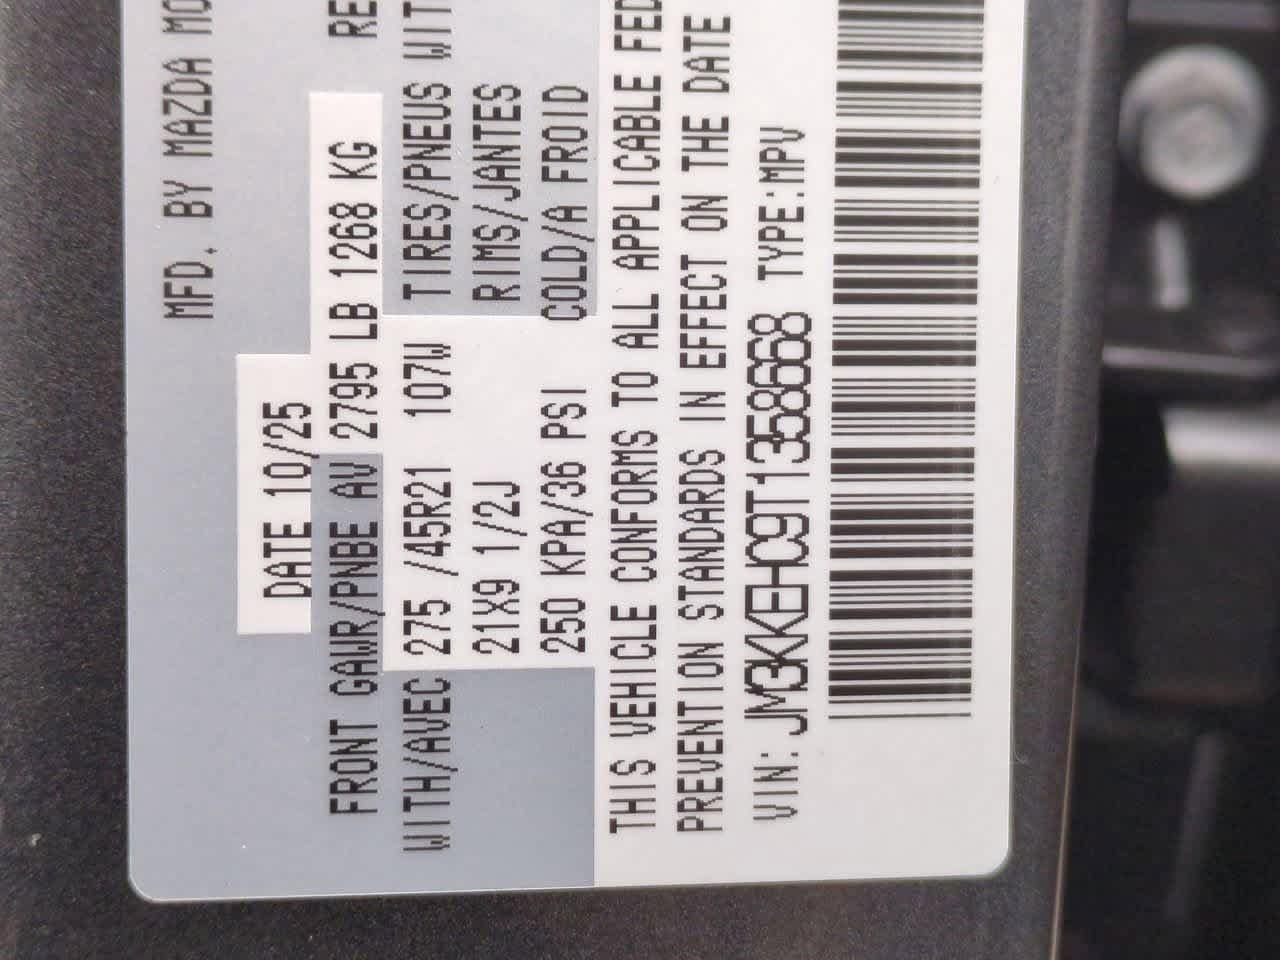 MFD. BY MAZDA MO
DATE 10/25
FRONT GAWR/PNBE AV 2795 LB 1268 KG RE
WITH/AVEC 275 /45R21 107W TIRES/PNEUS WIT
21X9 1/2J RIMS/JANTES
250 KPA/36 PSI COLD/A FROID
THIS VEHICLE CONFORMS TO ALL APPLICABLE FED
PREVENTION STANDARDS IN EFFECT ON THE DATE
VIN: JM3KKEHC9T1358668 TYPE:MPV